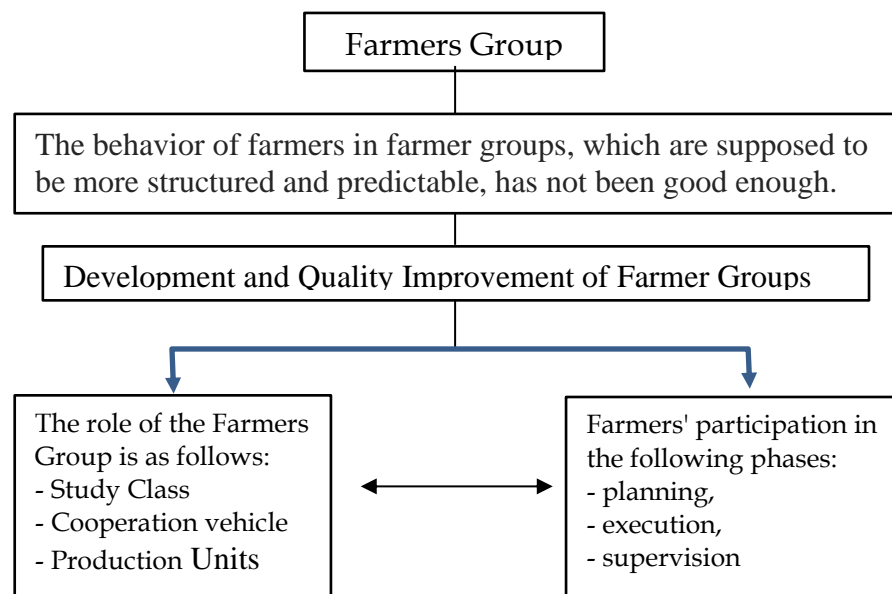 Farmers Group
The behavior of farmers in farmer groups, which are supposed to
be more structured and predictable, has not been good enough.
Development and Quality Improvement of Farmer Groups
The role of the Farmers
Group is as follows:
- Study Class
- Cooperation vehicle
- Production Units
Farmers' participation in
the following phases:
- planning,
- execution,
- supervision